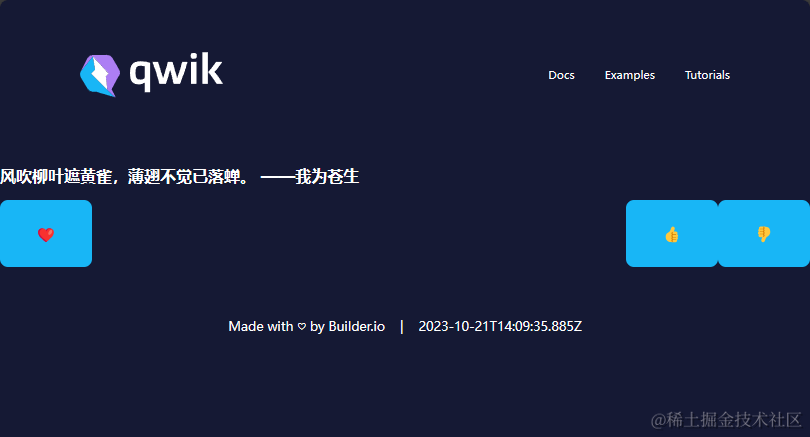 qwik
Docs Examples Tutorials
风吹柳叶遮黄雀，薄翅不觉已落蝉。 ——我为苍生
Made with ♡ by Builder.io | 2023-10-21T14:09:35.885Z
@稀土掘金技术社区